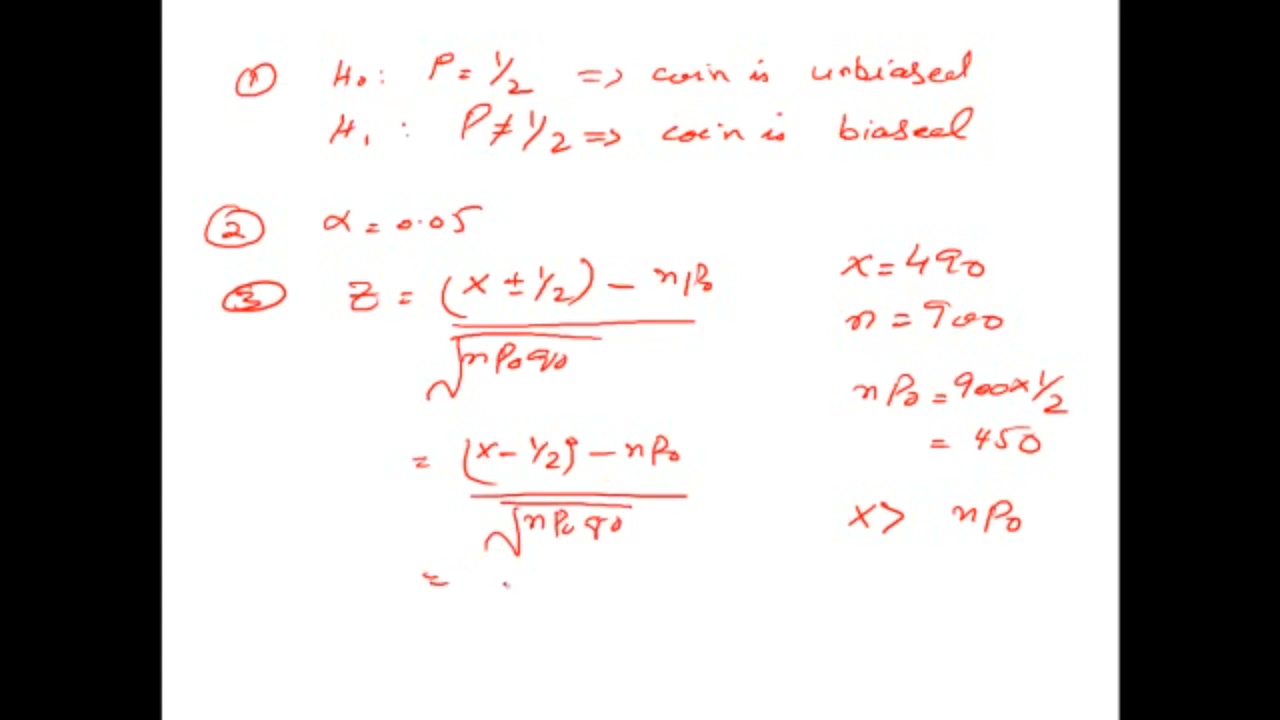 ① H₀: P = 1/2 => coin is unbiased
H₁ : P ≠ 1/2 => coin is biased
② α = 0.05
③ Z = (x ± 1/2) - nP₀
√nP₀q₀
x = 490
n = 900
nP₀ = 900 x 1/2
= 450
= (x - 1/2) - nP₀
√nP₀q₀
x > nP₀
=